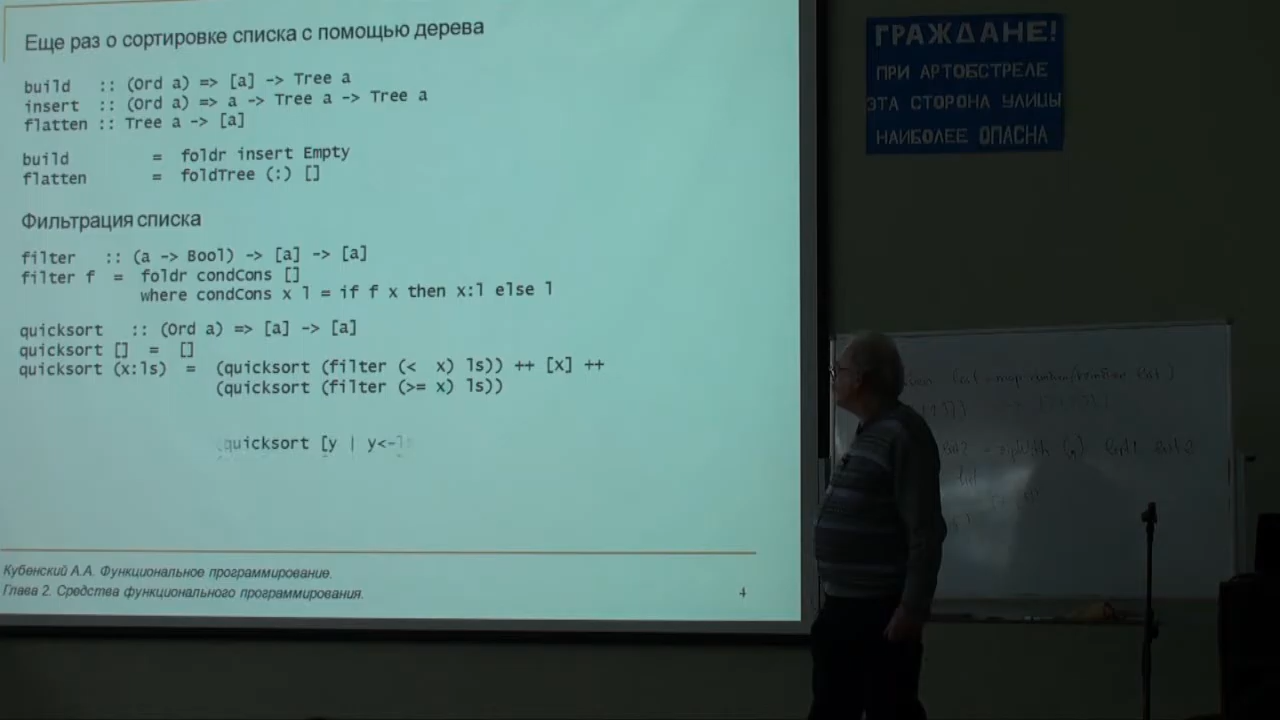 Еще раз о сортировке списка с помощью дерева
build :: (Ord a) => [a] -> Tree a
insert :: (Ord a) => a -> Tree a -> Tree a
flatten :: Tree a -> [a]
build = foldr insert Empty
flatten = foldTree (:) []
Фильтрация списка
filter :: (a -> Bool) -> [a] -> [a]
filter f = foldr condCons []
where condCons x l = if f x then x:l else l
quicksort :: (Ord a) => [a] -> [a]
quicksort [] = []
quicksort (x:ls) = (quicksort (filter (< x) ls)) ++ [x] ++
(quicksort (filter (>= x) ls))
(quicksort [y | y<-l
Кубенский А.А. Функциональное программирование.
Глава 2. Средства функционального программирования.
4
ГРАЖДАНЕ!
ПРИ АРТОБСТРЕЛЕ
ЭТА СТОРОНА УЛИЦЫ
НАИБОЛЕЕ ОПАСНА